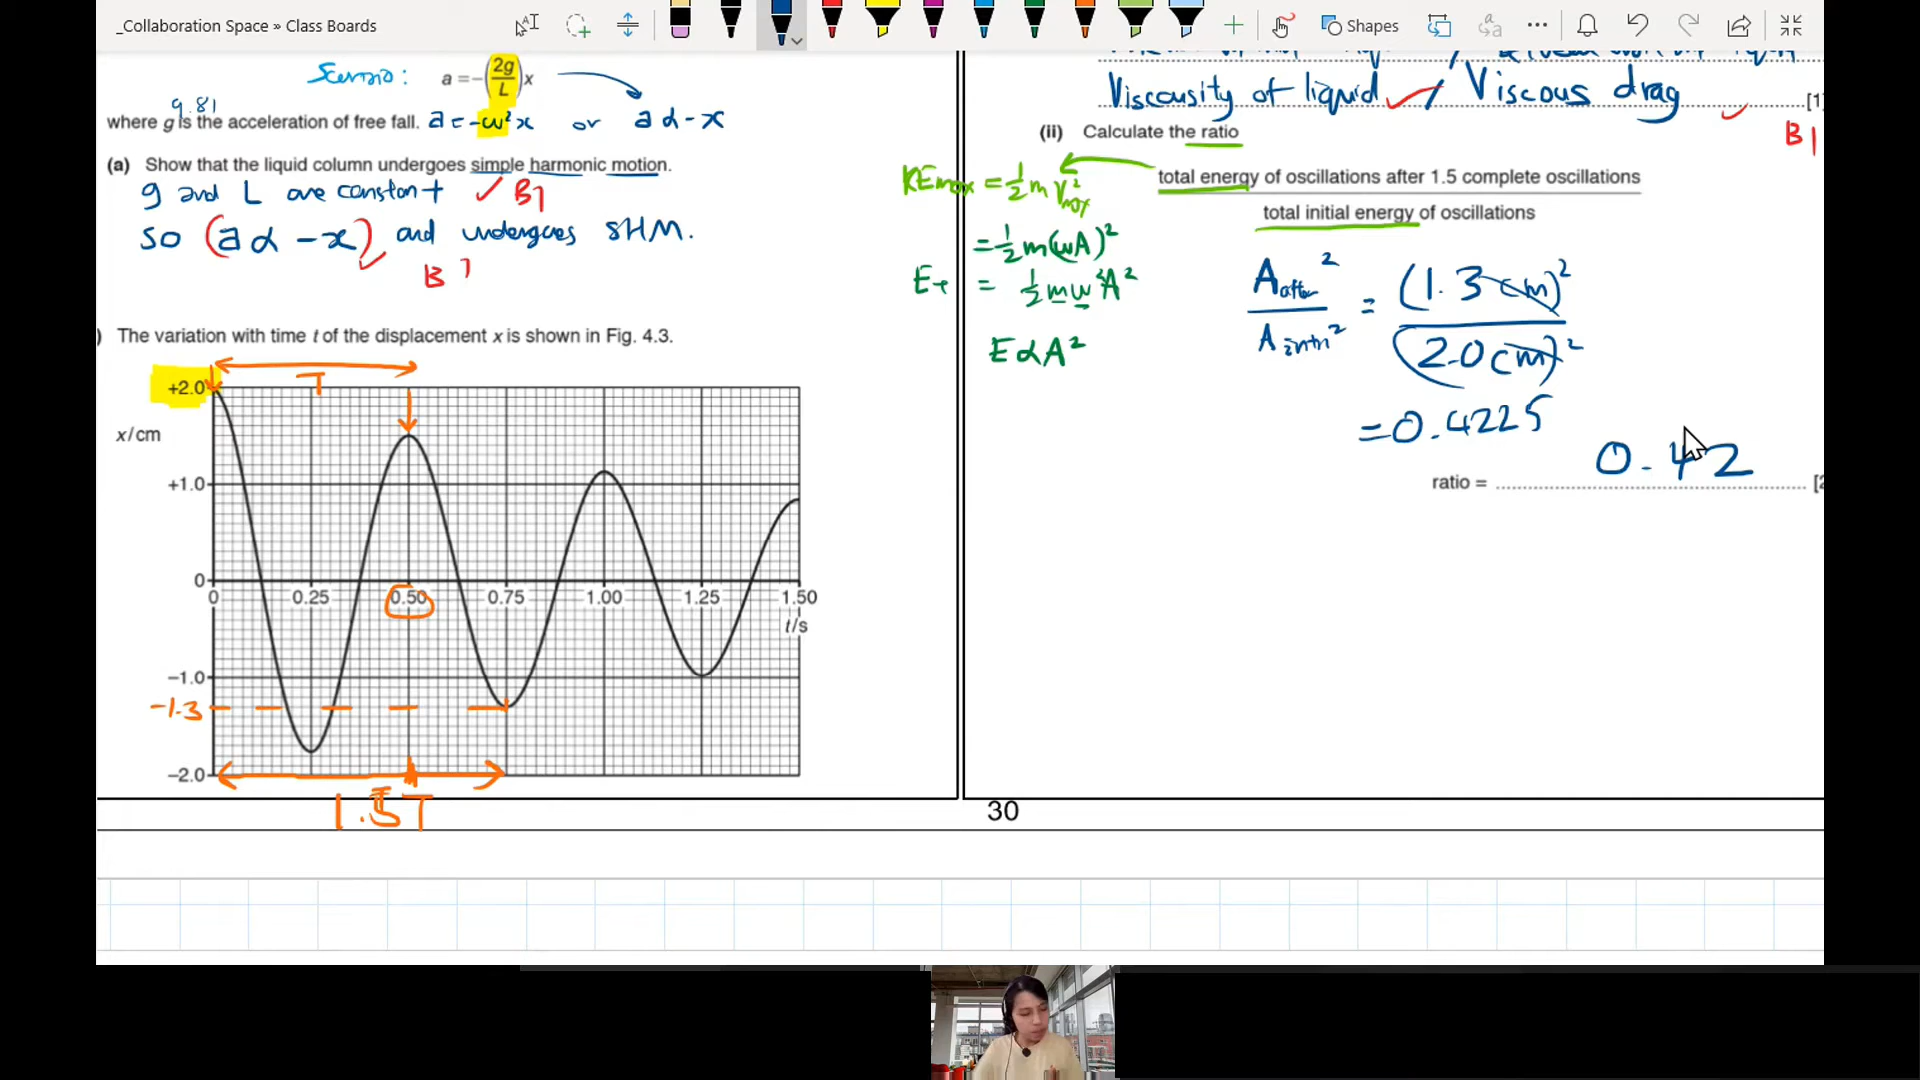 _Collaboration Space » Class Boards
Shapes
Scenario: a = -(2g/L)x
9.81
where g is the acceleration of free fall. a = -ω²x or a α -x
(a) Show that the liquid column undergoes simple harmonic motion.
g and L are constant ✓ B1
so (a α -x) and undergoes SHM.
✓ B1
) The variation with time t of the displacement x is shown in Fig. 4.3.
T
+2.0
x/cm
+1.0
0
0 0.25 0.50 0.75 1.00 1.25 1.50
t/s
-1.0
-1.3
-2.0
1.5T
Viscousity of liquid ✓ / Viscous drag ✓ [1]
B1
(ii) Calculate the ratio
total energy of oscillations after 1.5 complete oscillations
total initial energy of oscillations
KEmax = ½mv²max
= ½m(ωA)²
E_T = ½mω²A²
E α A²
A after² / A initi² = (1.3 cm)² / (2.0 cm)²
= 0.4225
0.42
ratio = .......... [2
30